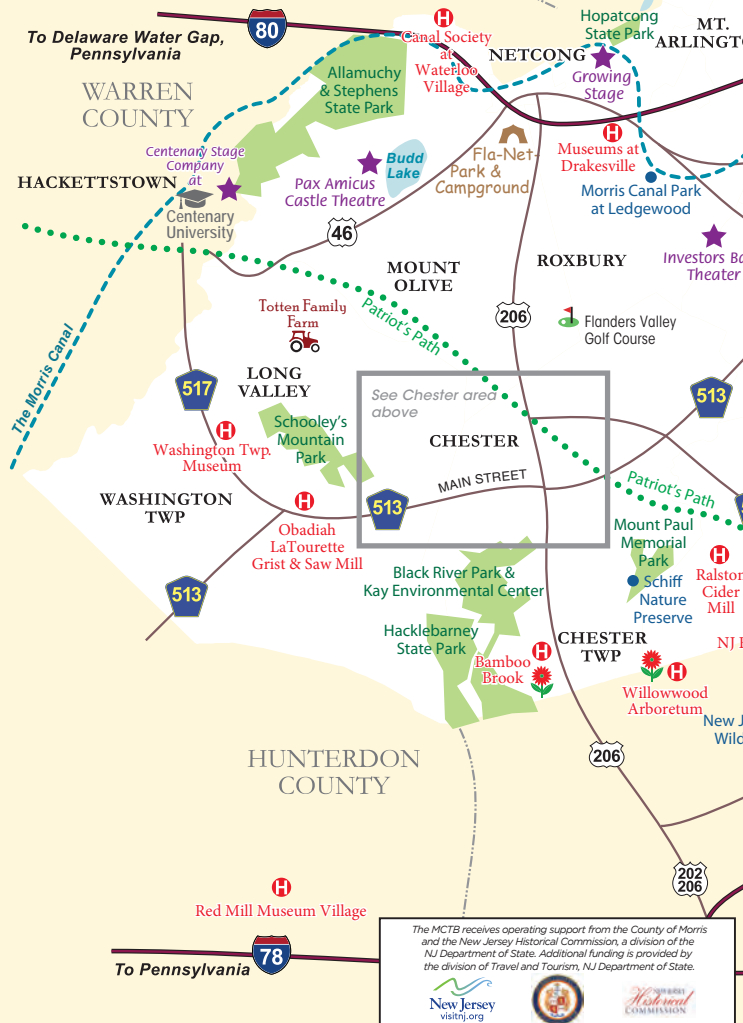 To Delaware Water Gap,
Pennsylvania
80
H
Canal Society
at
Waterloo
Village
Hopatcong
State Park
MT.
NETCONG
Growing
Stage
WARREN
COUNTY
Allamuchy
& Stephens
State Park
Centenary Stage
Company
at
HACKETTSTOWN
Centenary
University
Pax Amicus
Castle Theatre
Budd
Lake
Fla-Net
Park &
Campground
H
Museums at
Drakesville
Morris Canal Park
at Ledgewood
46
MOUNT
OLIVE
ROXBURY
Investors
Theater
Patriot's Path
206
Flanders Valley
Golf Course
Totten Family
Farm
The Morris Canal
LONG
VALLEY
517
513
See Chester area
above
CHESTER
MAIN STREET
Schooley's
Mountain
Park
H
Washington Twp.
Museum
WASHINGTON
TWP
H
Obadiah
LaTourette
Grist & Saw Mill
513
513
Patriot's Path
Mount Paul
Memorial
Park
Schiff
Nature
Preserve
H
Ralston
Cider
Mill
Black River Park &
Kay Environmental Center
Hacklebarney
State Park
CHESTER
TWP
H
Bamboo
Brook
H
Willowwood
Arboretum
NJ
New
HUNTERDON
COUNTY
206
202
206
H
Red Mill Museum Village
78
To Pennsylvania
The MCTB receives operating support from the County of Morris
and the New Jersey Historical Commission, a division of the
NJ Department of State. Additional funding is provided by
the division of Travel and Tourism, NJ Department of State.
New Jersey
visitnj.org
NEW JERSEY
Historical
COMMISSION